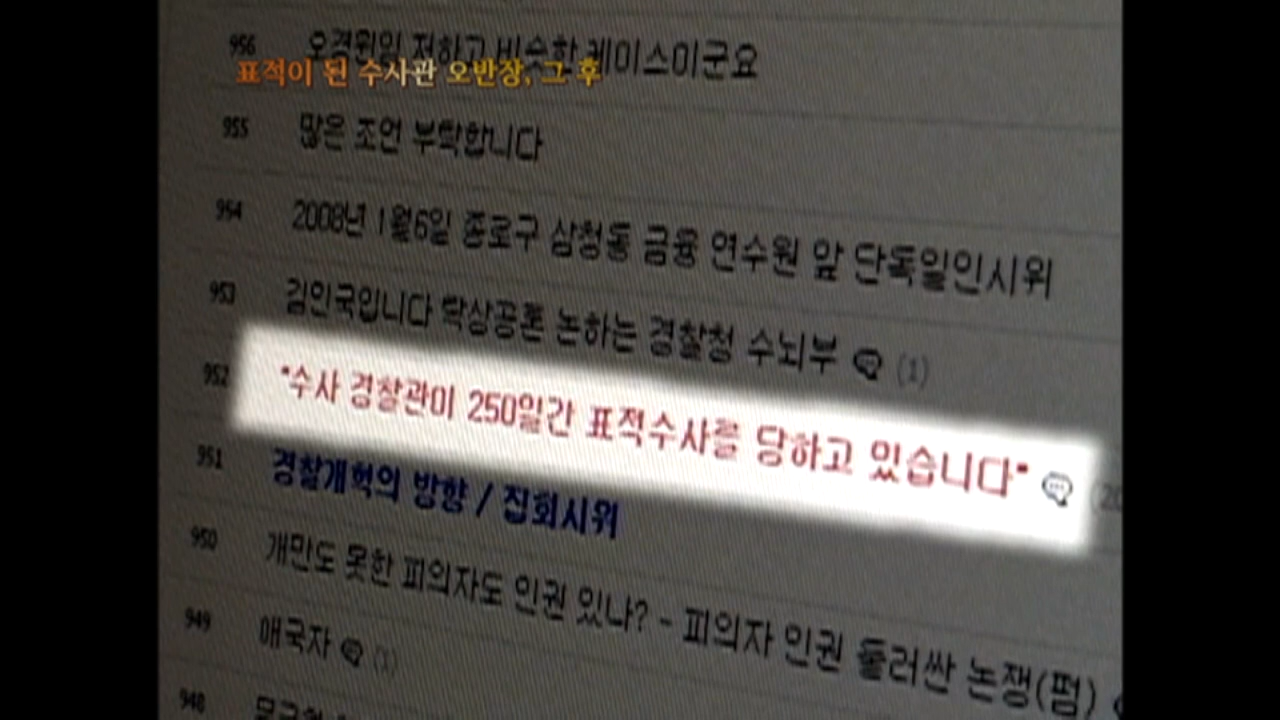 956 오경위일 저하고 비슷한 케이스이군요
표적이 된 수사관 오반장, 그 후
955 많은 조언 부탁합니다
954 2008년 1월6일 종로구 삼청동 금융 연수원 앞 단독일인시위
953 김인국입니다 탁상공론 논하는 경찰청 수뇌부 (1)
952 "수사 경찰관이 250일간 표적수사를 당하고 있습니다"
951 경찰개혁의 방향 / 집회시위
950 개만도 못한 피의자도 인권 있나? - 피의자 인권 둘러싼 논쟁(펌)
949 애국자 (1)
948